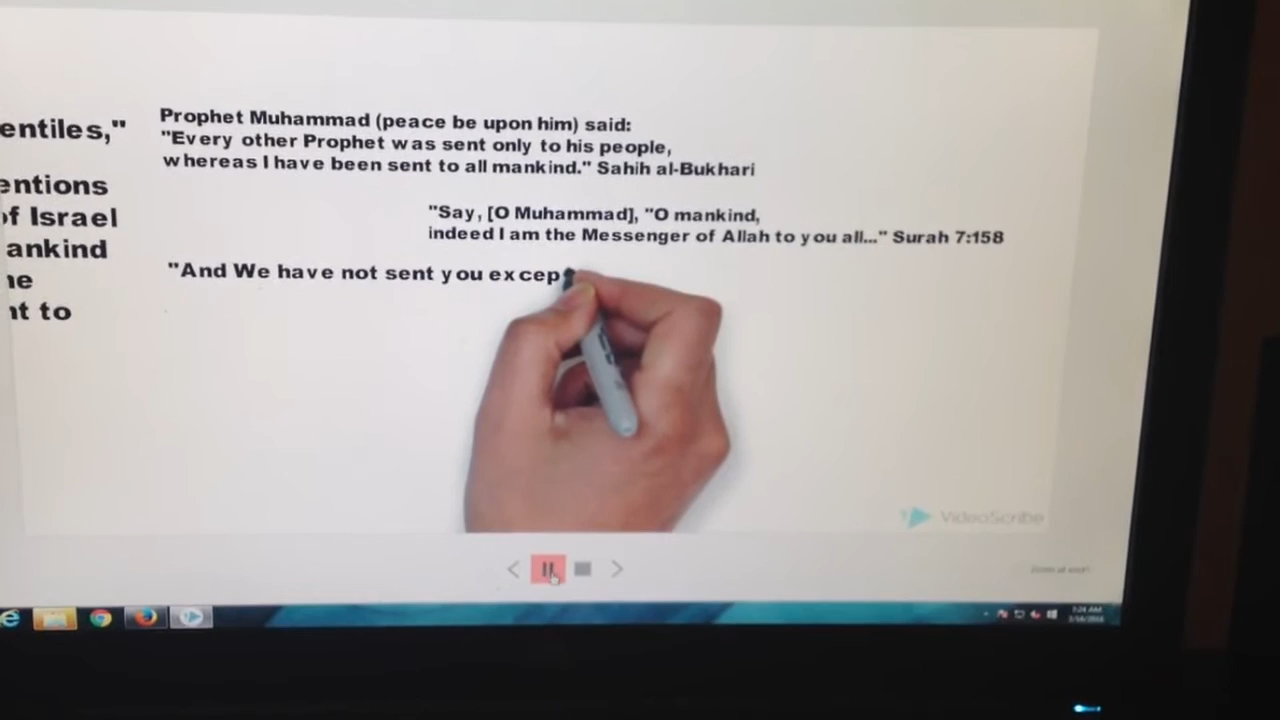 entiles,"
entions
of Israel
ankind
he
nt to
Prophet Muhammad (peace be upon him) said:
"Every other Prophet was sent only to his people,
whereas I have been sent to all mankind." Sahih al-Bukhari
"Say, [O Muhammad], "O mankind,
indeed I am the Messenger of Allah to you all..." Surah 7:158
"And We have not sent you excep
VideoScribe